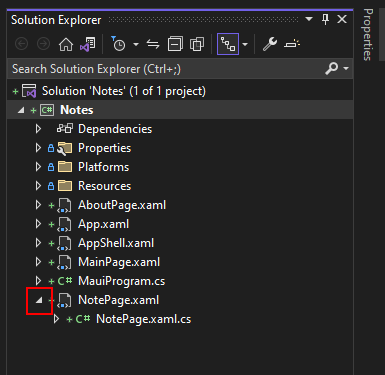 Solution Explorer
Search Solution Explorer (Ctrl+;)
Solution 'Notes' (1 of 1 project)
C# Notes
Dependencies
Properties
Platforms
Resources
AboutPage.xaml
App.xaml
AppShell.xaml
MainPage.xaml
C# MauiProgram.cs
NotePage.xaml
C# NotePage.xaml.cs
Properties